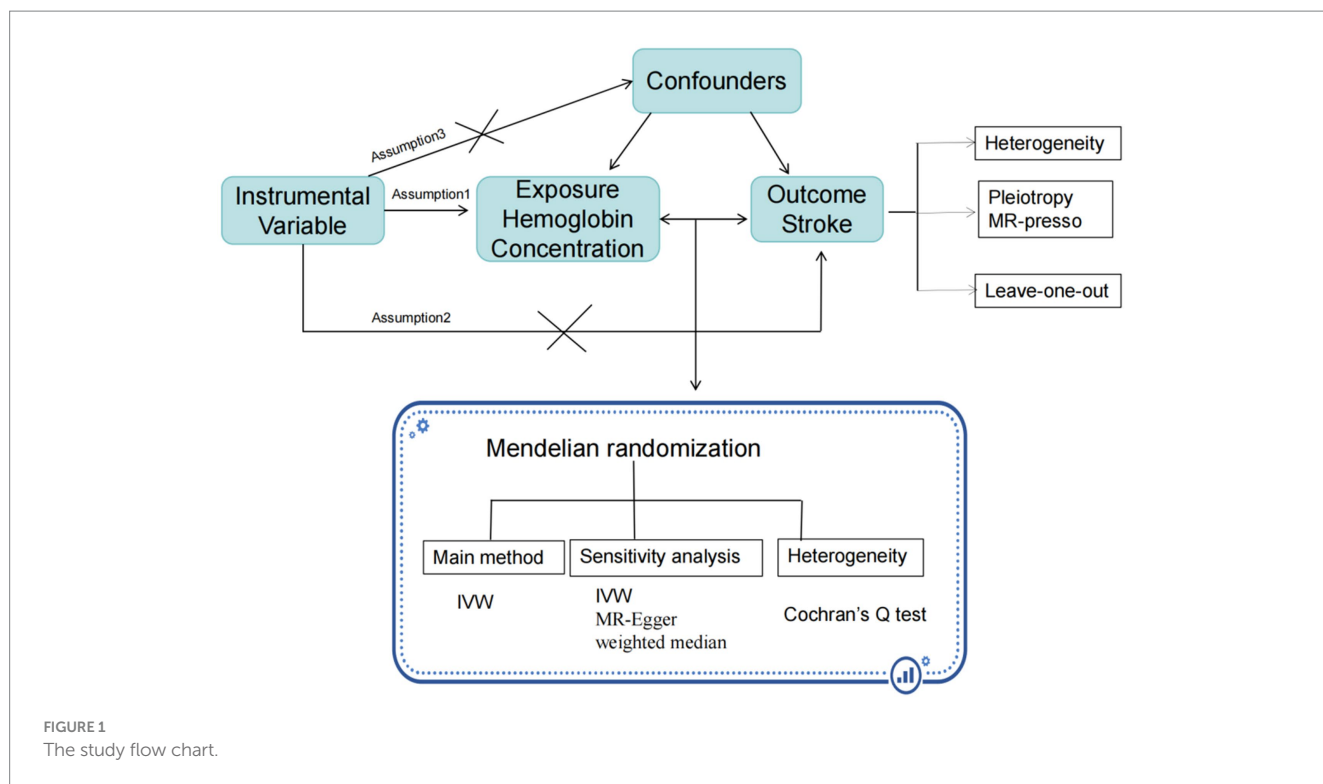 Confounders
Assumption3
Instrumental
Variable
Assumption1
Exposure
Hemoglobin
Concentration
Outcome
Stroke
Heterogeneity
Pleiotropy
MR-presso
Leave-one-out
Assumption2
Mendelian randomization
Main method
Sensitivity analysis
Heterogeneity
IVW
IVW
MR-Egger
weighted median
Cochran's Q test
FIGURE 1
The study flow chart.